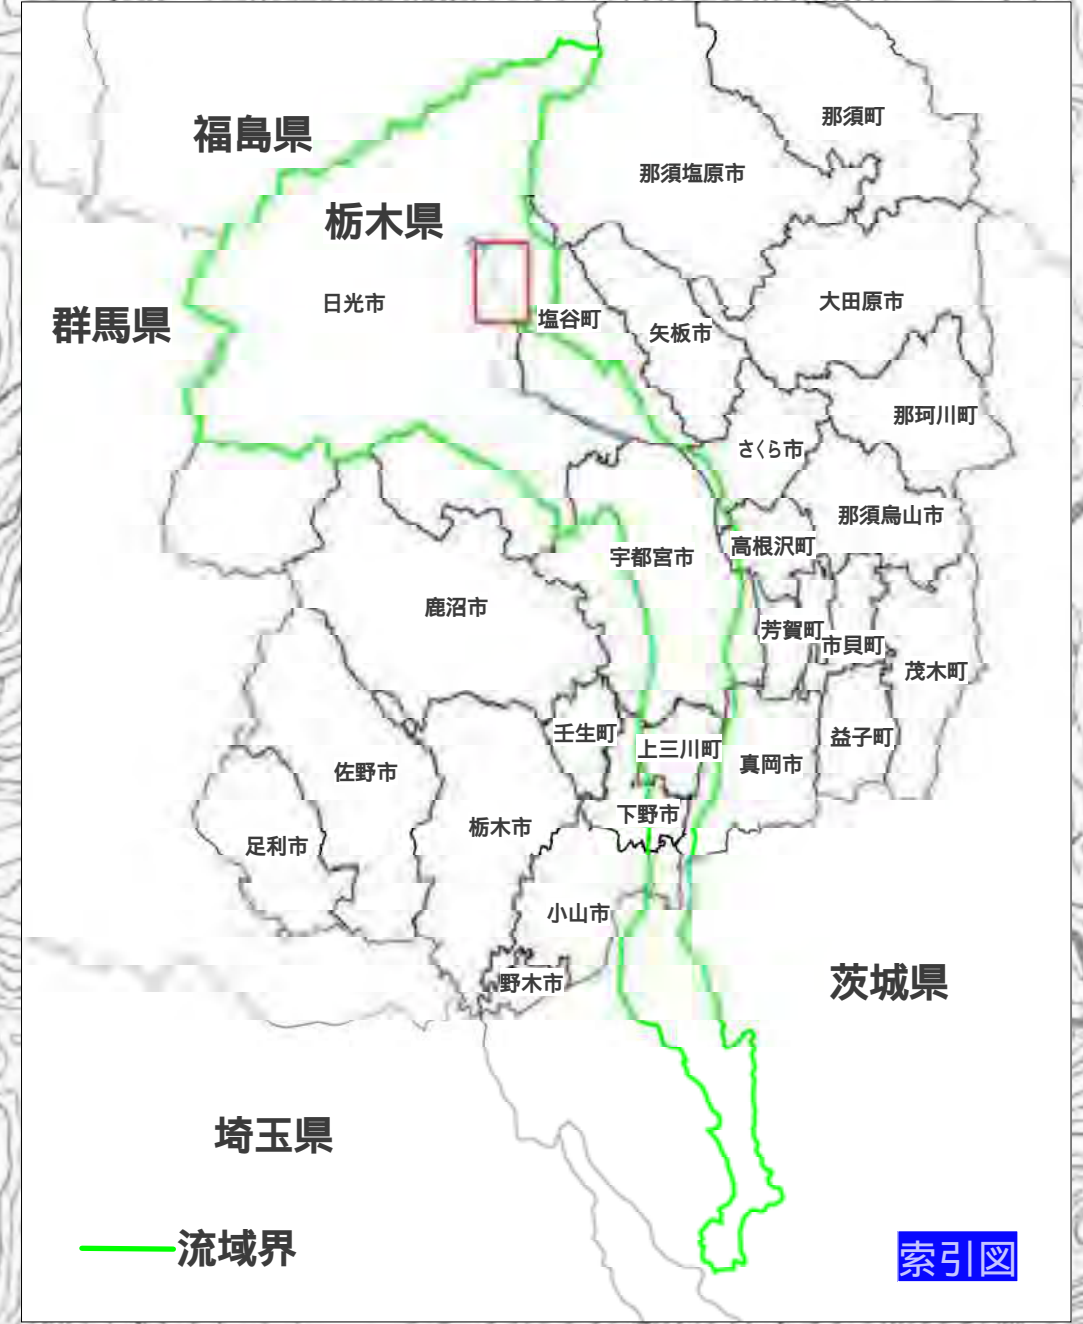 那須町
福島県
那須塩原市
栃木県
大田原市
日光市
塩谷町
群馬県
矢板市
那珂川町
さくら市
那須烏山市
高根沢町
宇都宮市
鹿沼市
芳賀町
市貝町
茂木町
壬生町
上三川町
益子町
真岡市
佐野市
下野市
栃木市
足利市
小山市
野木市
茨城県
埼玉県
流域界
索引図